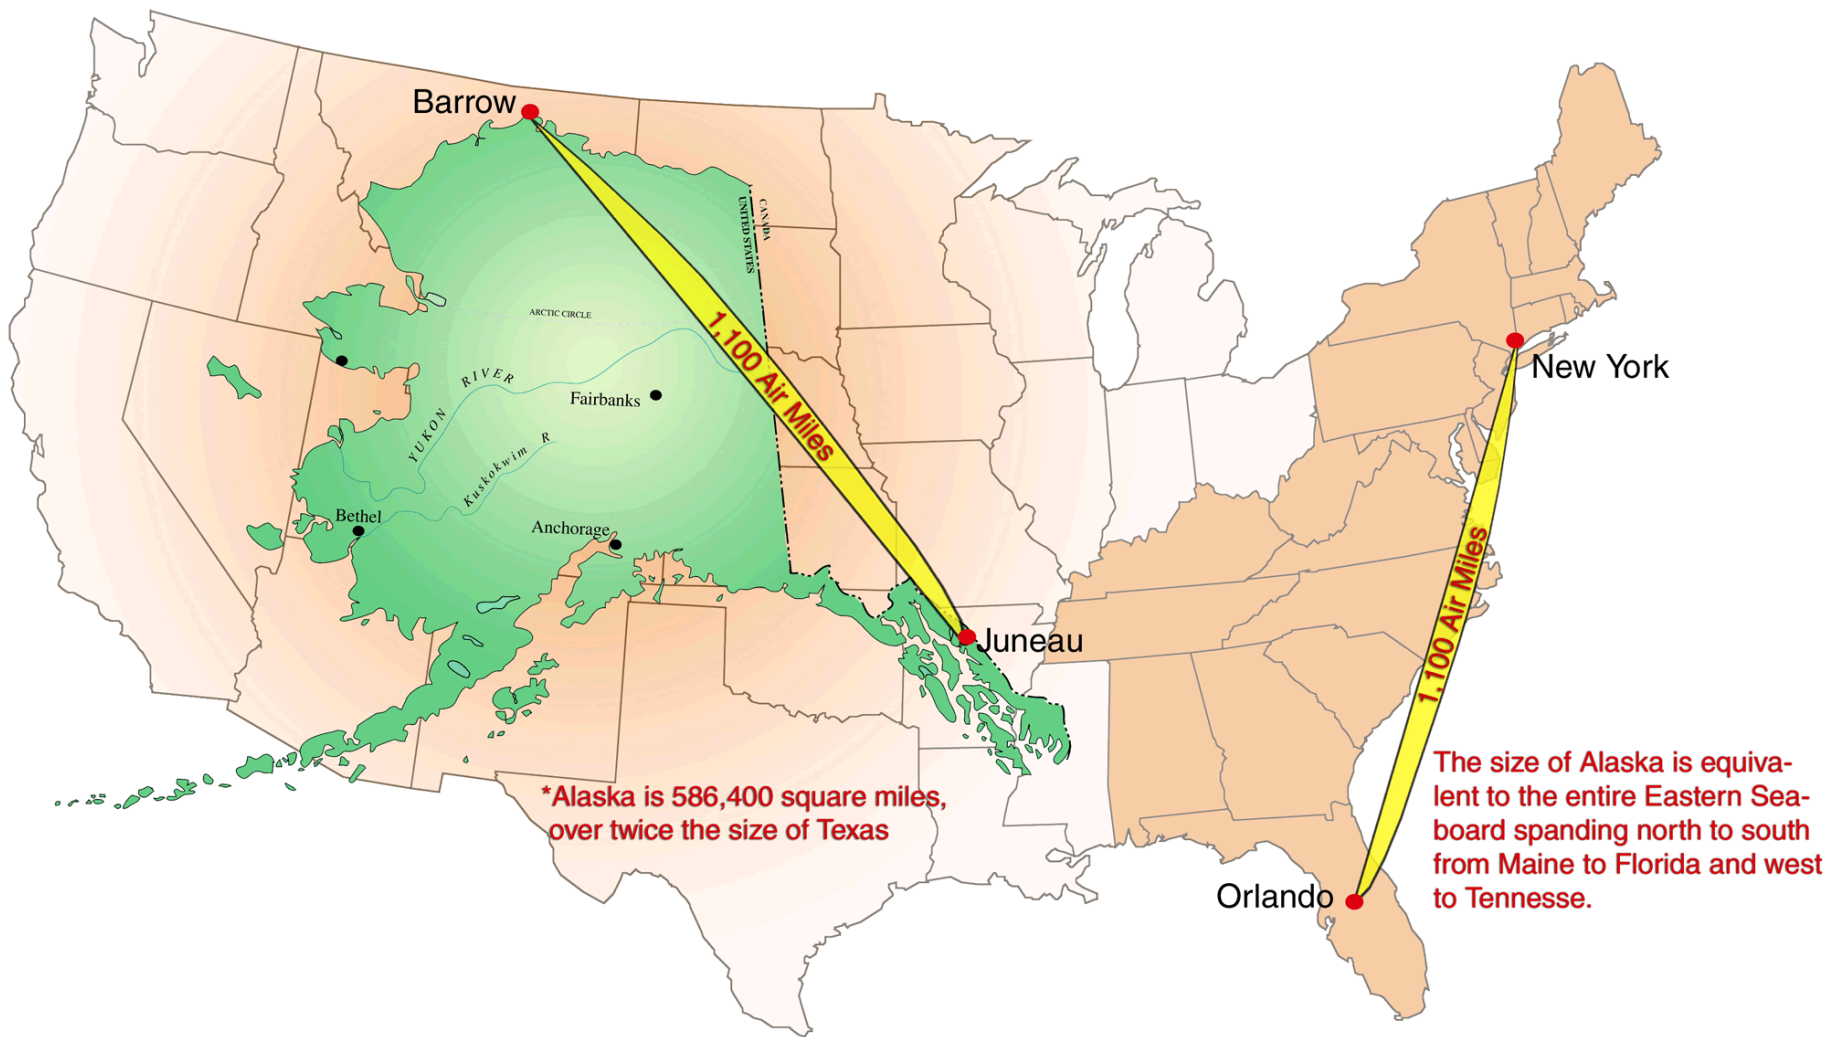 Barrow
CANADA
UNITED STATES
ARCTIC CIRCLE
1,100 Air Miles
New York
YUKON RIVER
Fairbanks
Kuskokwim R
Bethel
Anchorage
1,100 Air Miles
Juneau
*Alaska is 586,400 square miles,
over twice the size of Texas
The size of Alaska is equiva-
lent to the entire Eastern Sea-
board spanding north to south
from Maine to Florida and west
to Tennesse.
Orlando